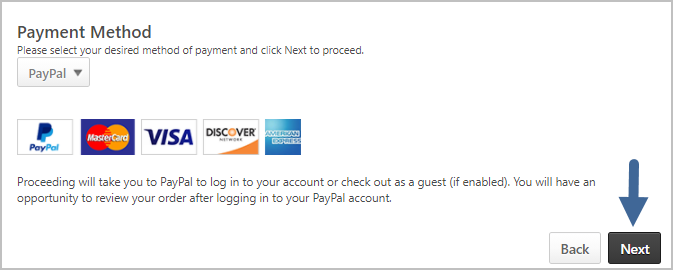 Payment Method
Please select your desired method of payment and click Next to proceed.
PayPal
PayPal MasterCard VISA DISCOVER NETWORK AMERICAN EXPRESS
Proceeding will take you to PayPal to log in to your account or check out as a guest (if enabled). You will have an
opportunity to review your order after logging in to your PayPal account.
Back Next